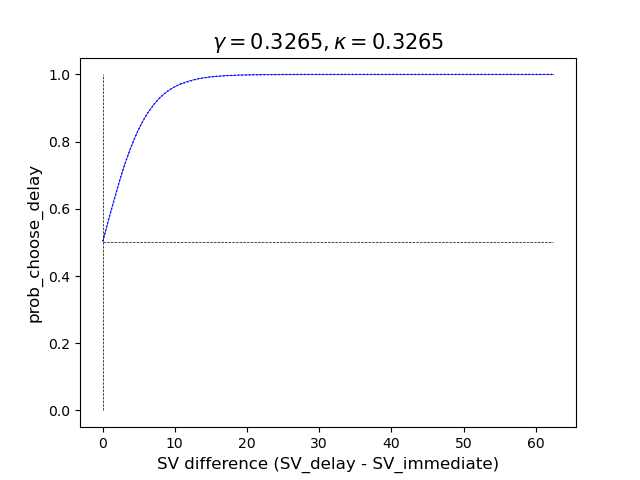 γ = 0.3265, κ = 0.3265
prob_choose_delay
1.0
0.8
0.6
0.4
0.2
0.0
0 10 20 30 40 50 60
SV difference (SV_delay - SV_immediate)